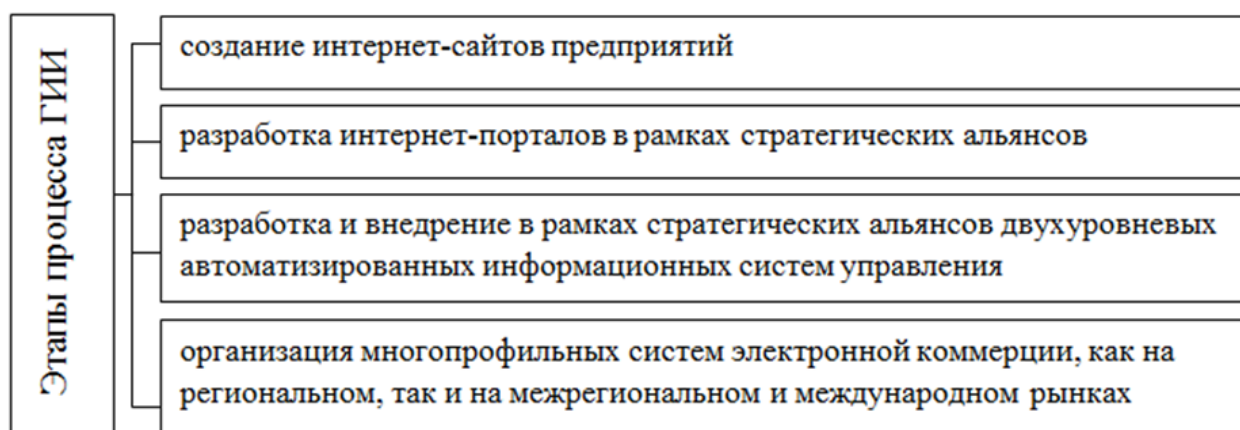 Этапы процесса ГИИ
создание интернет-сайтов предприятий
разработка интернет-порталов в рамках стратегических альянсов
разработка и внедрение в рамках стратегических альянсов двухуровневых
автоматизированных информационных систем управления
организация многопрофильных систем электронной коммерции, как на
региональном, так и на межрегиональном и международном рынках